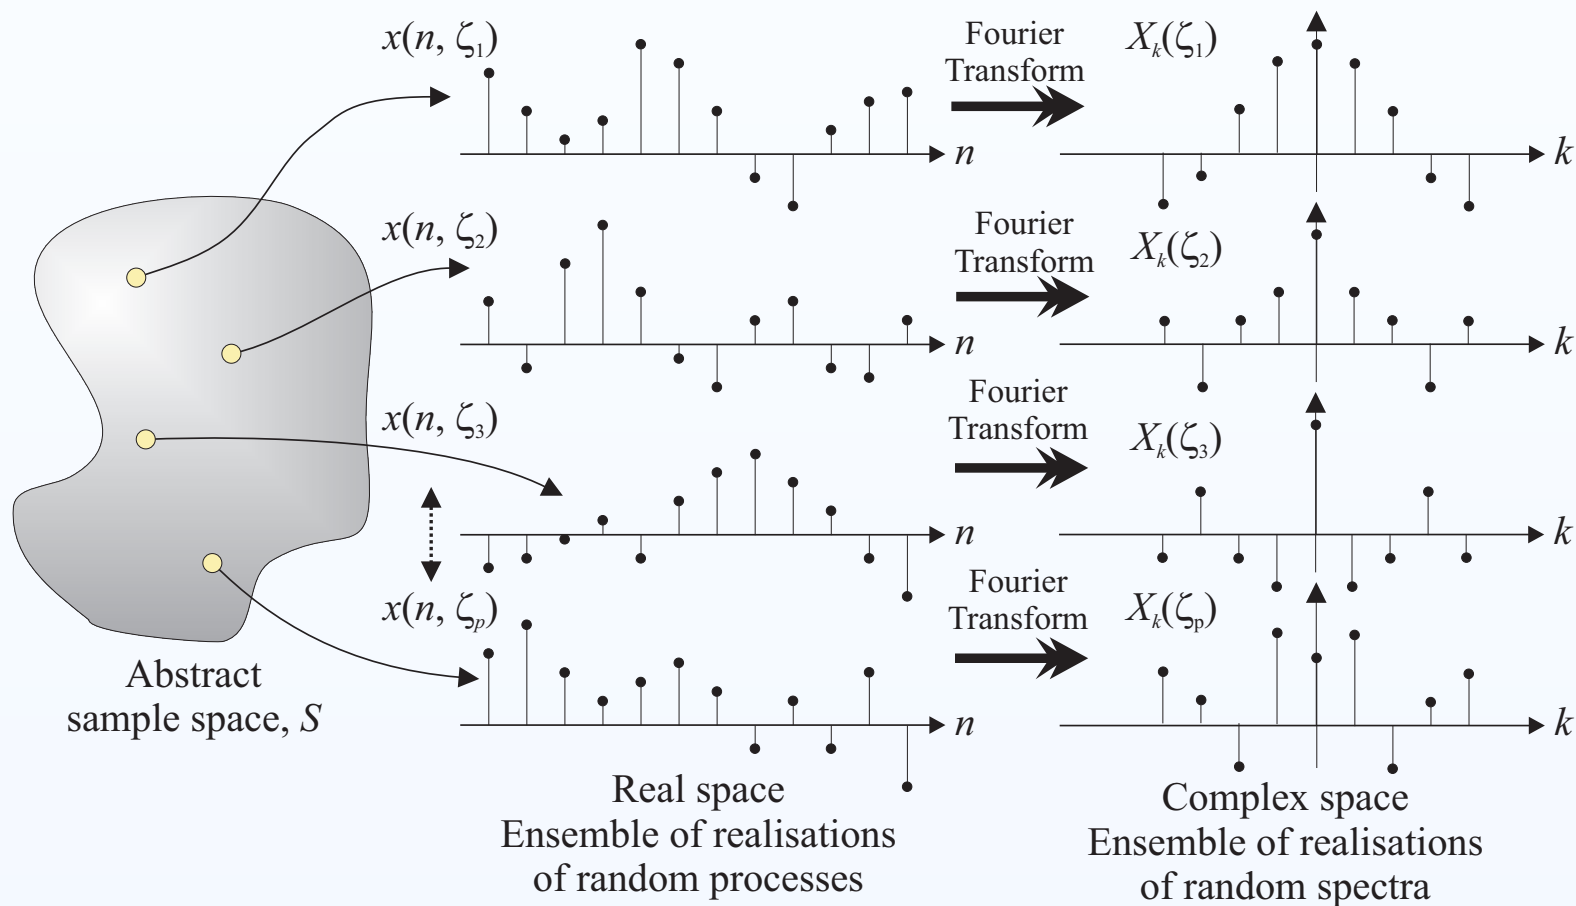 x(n, ζ₁)
Fourier
Transform
Xₖ(ζ₁)
n
k
x(n, ζ₂)
Fourier
Transform
Xₖ(ζ₂)
n
k
x(n, ζ₃)
Fourier
Transform
Xₖ(ζ₃)
n
k
x(n, ζₚ)
Fourier
Transform
Xₖ(ζₚ)
n
k
Abstract
sample space, S
Real space
Ensemble of realisations
of random processes
Complex space
Ensemble of realisations
of random spectra